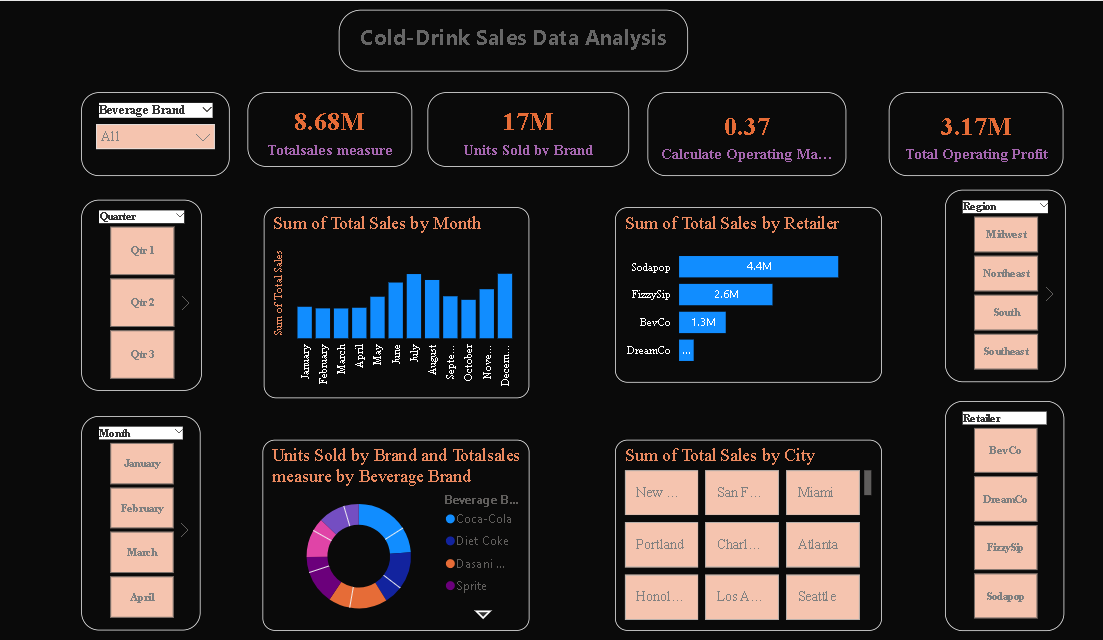 Cold-Drink Sales Data Analysis
Beverage Brand
All
8.68M
Totalsales measure
17M
Units Sold by Brand
0.37
Calculate Operating Ma...
3.17M
Total Operating Profit
Quarter
Qtr 1
Qtr 2
Qtr 3
Sum of Total Sales by Month
Sum of Total Sales
January
February
March
April
May
June
July
August
Septe...
October
Nove...
Decem...
Sum of Total Sales by Retailer
Sodapop
4.4M
FizzySip
2.6M
BevCo
1.3M
DreamCo
...
Region
Midwest
Northeast
South
Southeast
Month
January
February
March
April
Units Sold by Brand and Totalsales
measure by Beverage Brand
Beverage B...
Coca-Cola
Diet Coke
Dasani ...
Sprite
Sum of Total Sales by City
New ...
San F...
Miami
Portland
Charl...
Atlanta
Honol...
Los A...
Seattle
Retailer
BevCo
DreamCo
FizzySip
Sodapop